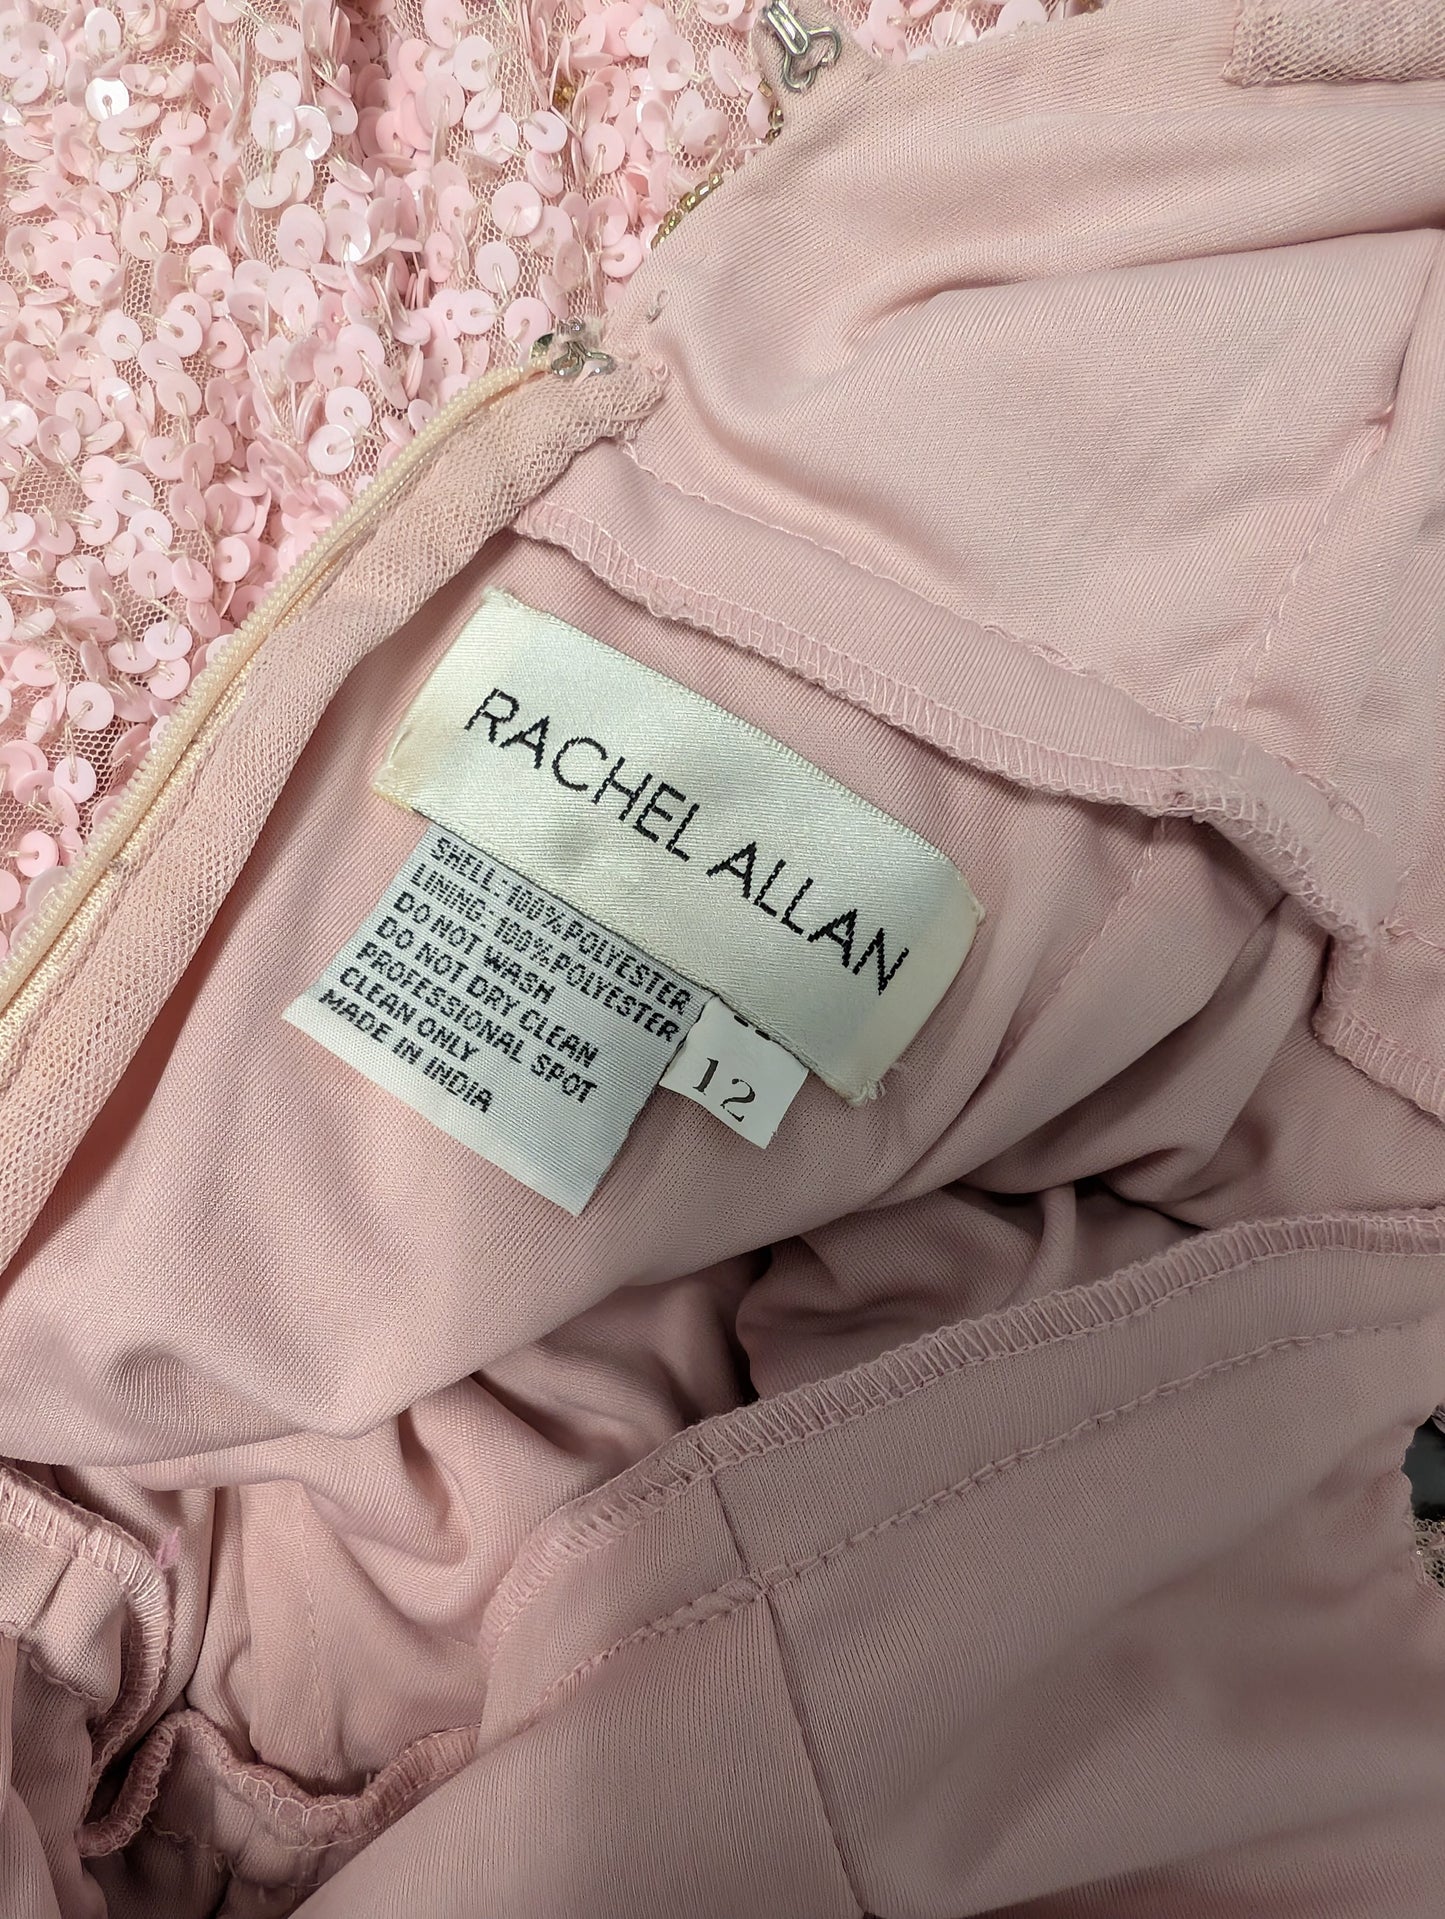 RACHEL ALLAN
SHELL: 100% POLYESTER
LINING: 100% POLYESTER
DO NOT WASH
DO NOT DRY CLEAN
PROFESSIONAL SPOT
CLEAN ONLY
MADE IN INDIA
12